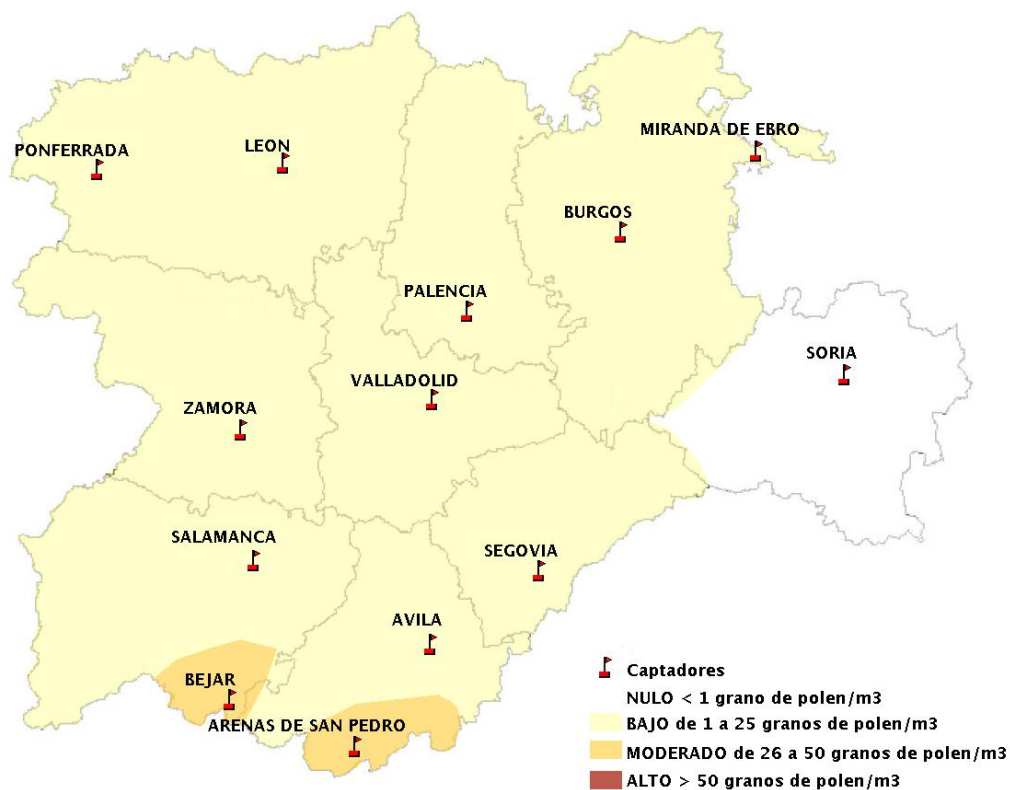 MIRANDA DE EBRO
PONFERRADA
LEON
BURGOS
PALENCIA
SORIA
VALLADOLID
ZAMORA
SALAMANCA
SEGOVIA
AVILA
BEJAR
ARENAS DE SAN PEDRO
Captadores
NULO < 1 grano de polen/m3
BAJO de 1 a 25 granos de polen/m3
MODERADO de 26 a 50 granos de polen/m3
ALTO > 50 granos de polen/m3